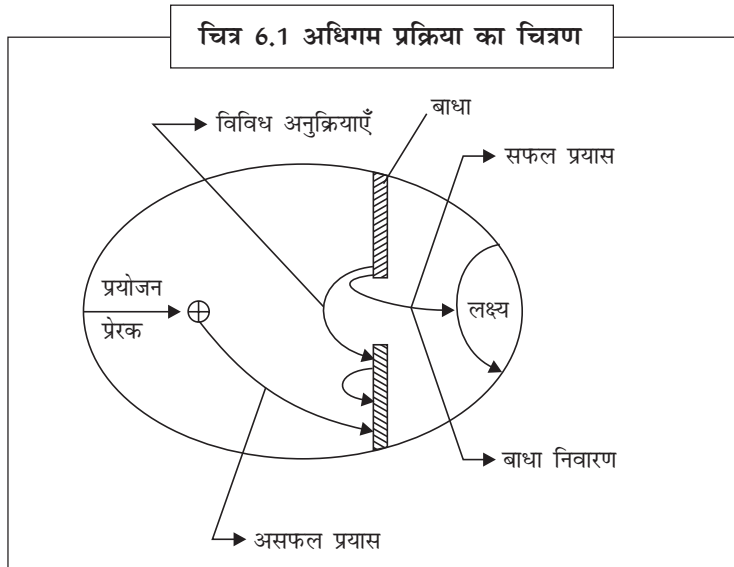 चित्र 6.1 अधिगम प्रक्रिया का चित्रण
बाधा
विविध अनुक्रियाएँ
सफल प्रयास
प्रयोजन
प्रेरक
लक्ष्य
बाधा निवारण
असफल प्रयास